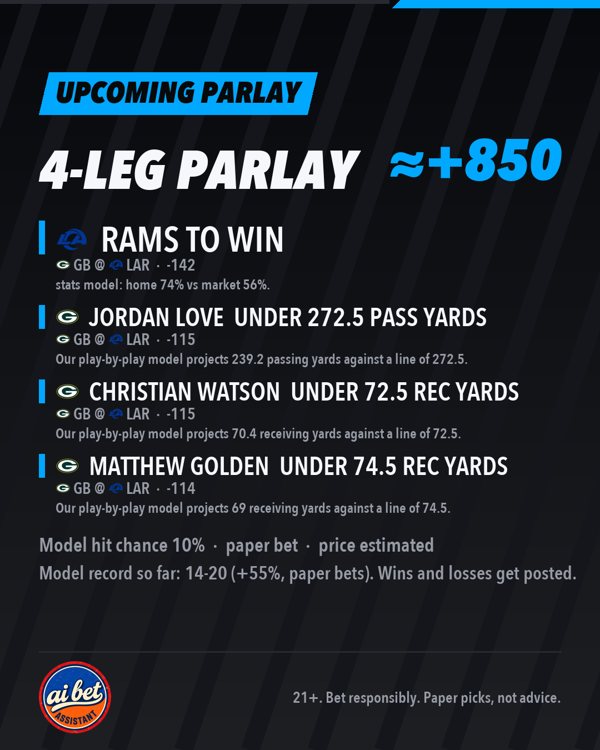 UPCOMING PARLAY
4-LEG PARLAY ≈+850
RAMS TO WIN
GB @ LAR · -142
stats model: home 74% vs market 56%.
JORDAN LOVE UNDER 272.5 PASS YARDS
GB @ LAR · -115
Our play-by-play model projects 239.2 passing yards against a line of 272.5.
CHRISTIAN WATSON UNDER 72.5 REC YARDS
GB @ LAR · -115
Our play-by-play model projects 70.4 receiving yards against a line of 72.5.
MATTHEW GOLDEN UNDER 74.5 REC YARDS
GB @ LAR · -114
Our play-by-play model projects 69 receiving yards against a line of 74.5.
Model hit chance 10% · paper bet · price estimated
Model record so far: 14-20 (+55%, paper bets). Wins and losses get posted.
ai bet
ASSISTANT
21+. Bet responsibly. Paper picks, not advice.